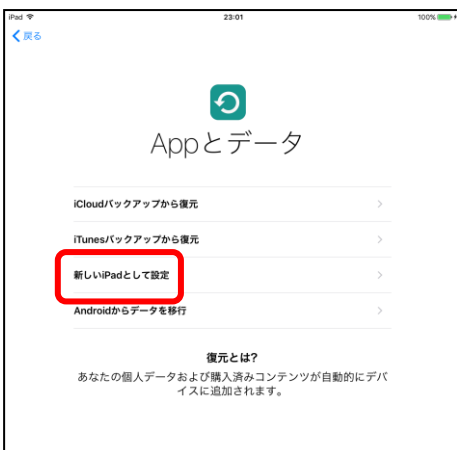 iPad 23:01 100%
戻る
Appとデータ
iCloudバックアップから復元
iTunesバックアップから復元
新しいiPadとして設定
Androidからデータを移行
復元とは?
あなたの個人データおよび購入済みコンテンツが自動的にデバ
イスに追加されます。